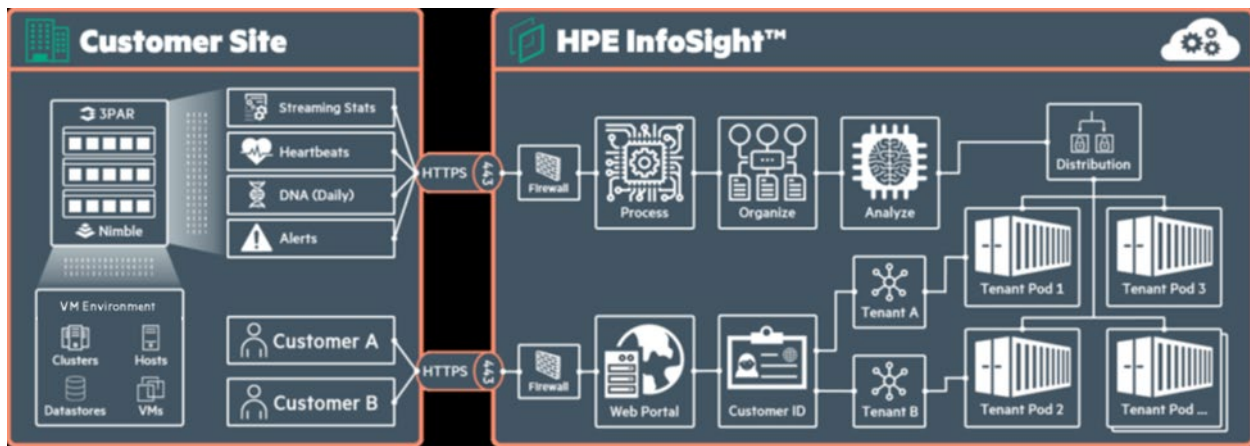 Customer Site
3PAR
Nimble
Streaming Stats
Heartbeats
DNA (Daily)
Alerts
VM Environment
Clusters
Hosts
Datastores
VMs
Customer A
Customer B
HTTPS
443
HTTPS
443
HPE InfoSight™
Firewall
Process
Organize
Analyze
Distribution
Firewall
Web Portal
Customer ID
Tenant A
Tenant B
Tenant Pod 1
Tenant Pod 3
Tenant Pod 2
Tenant Pod ...